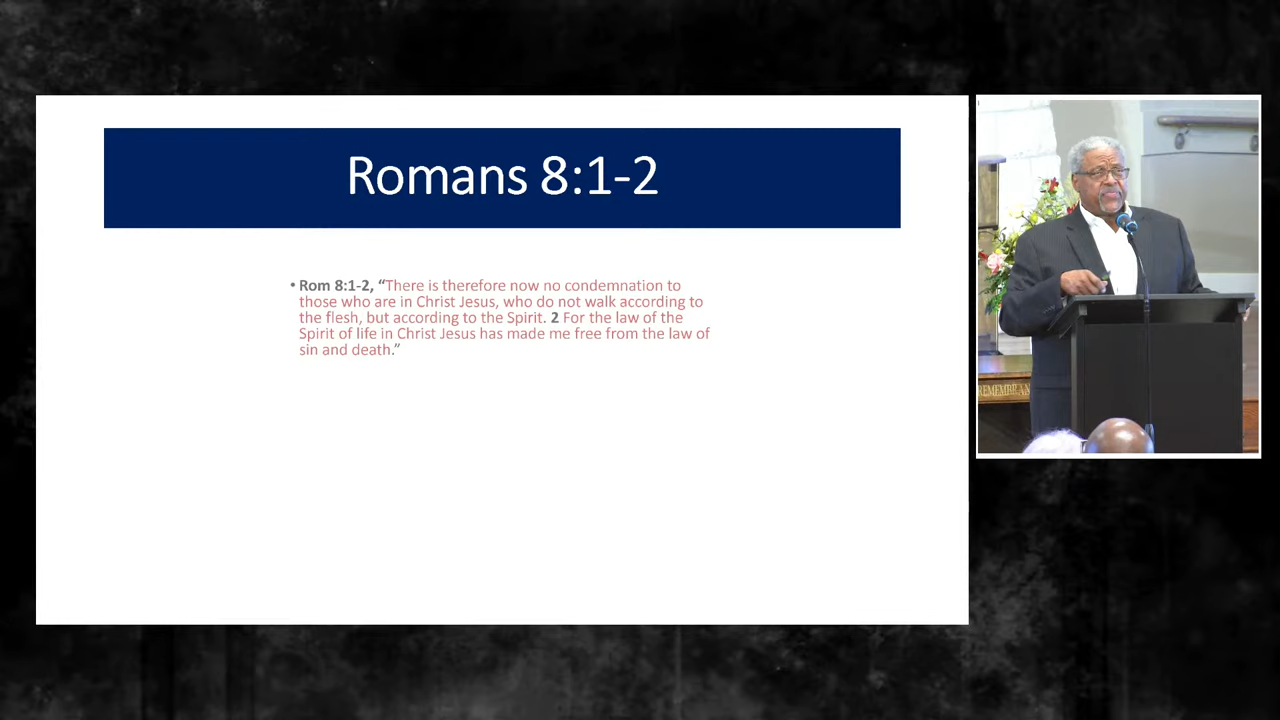 Romans 8:1-2
• Rom 8:1-2, “There is therefore now no condemnation to
those who are in Christ Jesus, who do not walk according to
the flesh, but according to the Spirit. 2 For the law of the
Spirit of life in Christ Jesus has made me free from the law of
sin and death.”
REMEMBRAN